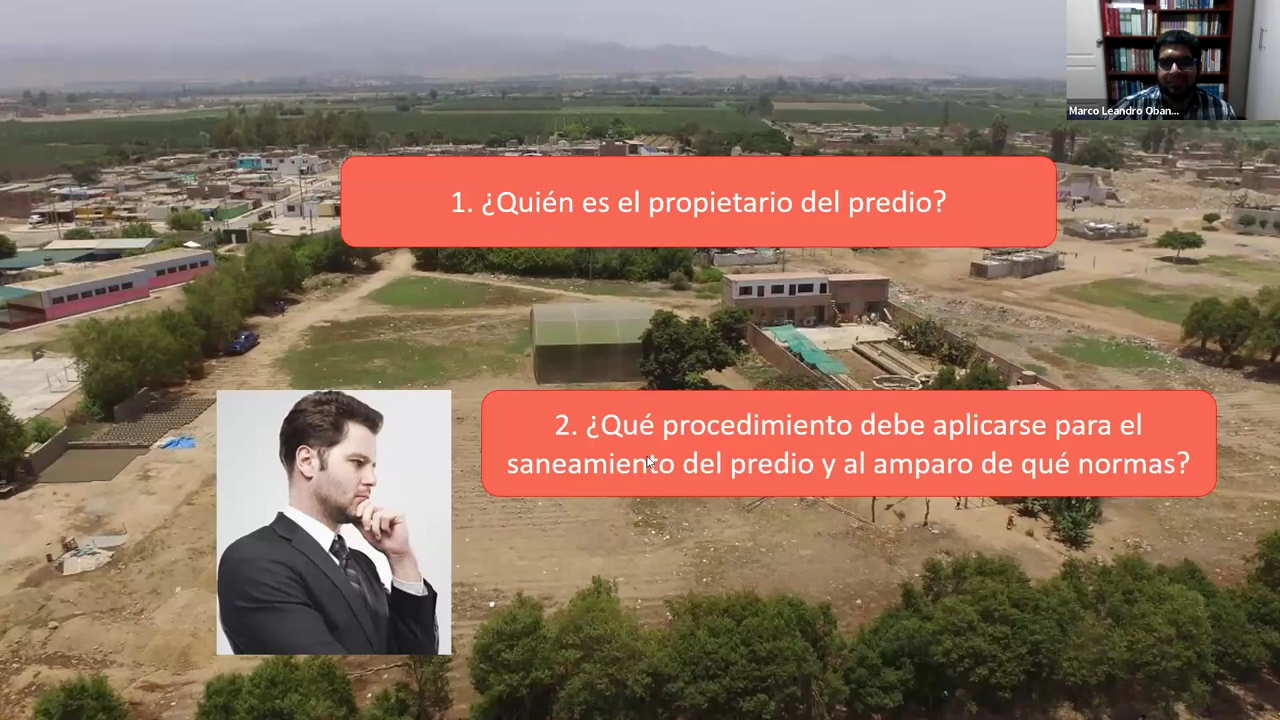 Marco Leandro Oban...
1. ¿Quién es el propietario del predio?
2. ¿Qué procedimiento debe aplicarse para el
saneamiento del predio y al amparo de qué normas?